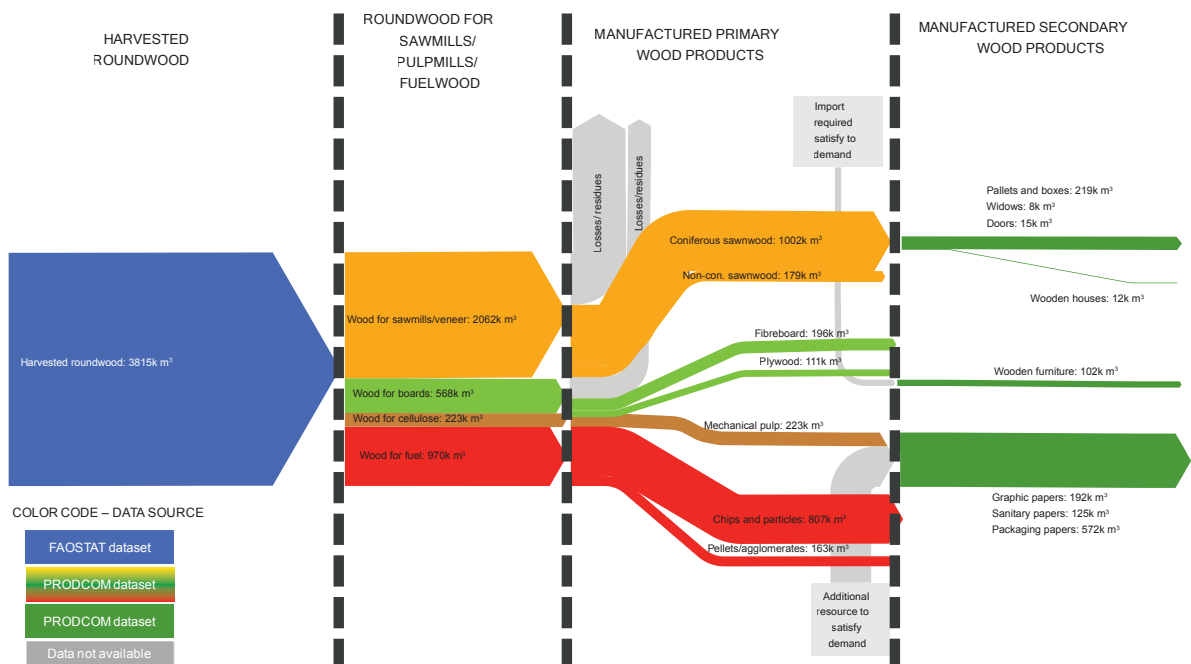 HARVESTED
ROUNDWOOD
ROUNDWOOD FOR
SAWMILLS/
PULPMILLS/
FUELWOOD
MANUFACTURED PRIMARY
WOOD PRODUCTS
MANUFACTURED SECONDARY
WOOD PRODUCTS
Import
required
satisfy to
demand
Losses/ residues
Losses/residues
Pallets and boxes: 219k m³
Widows: 8k m³
Doors: 15k m³
Coniferous sawnwood: 1002k m³
Non-con. sawnwood: 179k m³
Wooden houses: 12k m³
Wood for sawmills/veneer: 2062k m³
Fibreboard: 196k m³
Harvested roundwood: 3815k m³
Plywood: 111k m³
Wooden furniture: 102k m³
Wood for boards: 568k m³
Wood for cellulose: 223k m³
Mechanical pulp: 223k m³
Wood for fuel: 970k m³
Graphic papers: 192k m³
Sanitary papers: 125k m³
Packaging papers: 572k m³
Chips and particles: 807k m³
Pellets/agglomerates: 163k m³
Additional
resource to
satisfy
demand
COLOR CODE – DATA SOURCE
FAOSTAT dataset
PRODCOM dataset
PRODCOM dataset
Data not available